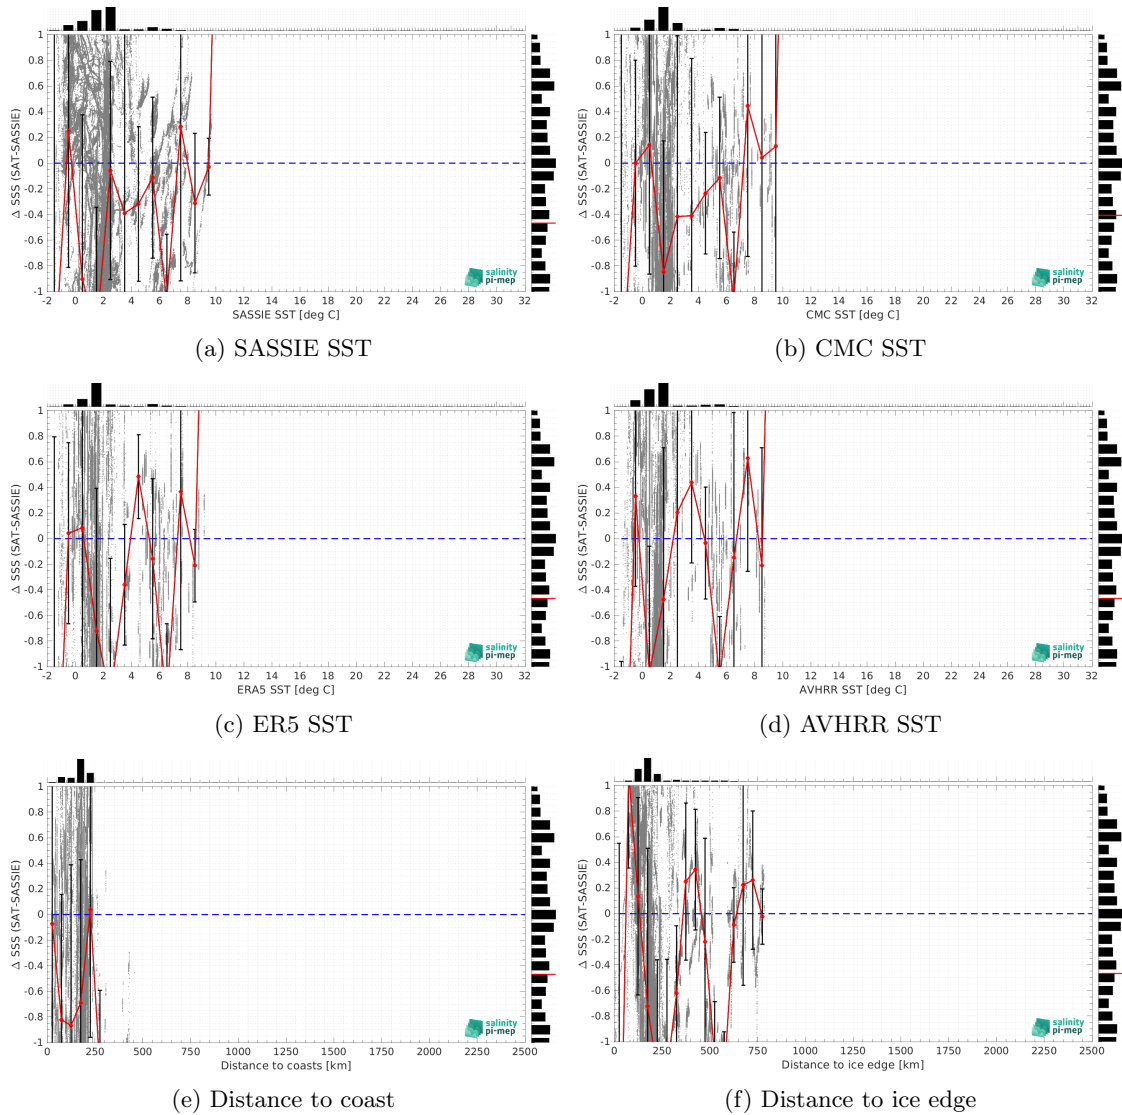 1
0.8
0.6
0.4
0.2
0
-0.2
-0.4
-0.6
-0.8
-1
Δ SSS (SAT-SASSIE)
salinity
pi-mep
-2 0 2 4 6 8 10 12 14 16 18 20 22 24 26 28 30 32
SASSIE SST [deg C]
(a) SASSIE SST
1
0.8
0.6
0.4
0.2
0
-0.2
-0.4
-0.6
-0.8
-1
Δ SSS (SAT-SASSIE)
salinity
pi-mep
-2 0 2 4 6 8 10 12 14 16 18 20 22 24 26 28 30 32
CMC SST [deg C]
(b) CMC SST
1
0.8
0.6
0.4
0.2
0
-0.2
-0.4
-0.6
-0.8
-1
Δ SSS (SAT-SASSIE)
salinity
pi-mep
-2 0 2 4 6 8 10 12 14 16 18 20 22 24 26 28 30 32
ERA5 SST [deg C]
(c) ER5 SST
1
0.8
0.6
0.4
0.2
0
-0.2
-0.4
-0.6
-0.8
-1
Δ SSS (SAT-SASSIE)
salinity
pi-mep
-2 0 2 4 6 8 10 12 14 16 18 20 22 24 26 28 30 32
AVHRR SST [deg C]
(d) AVHRR SST
1
0.8
0.6
0.4
0.2
0
-0.2
-0.4
-0.6
-0.8
-1
Δ SSS (SAT-SASSIE)
salinity
pi-mep
0 250 500 750 1000 1250 1500 1750 2000 2250 2500
Distance to coasts [km]
(e) Distance to coast
1
0.8
0.6
0.4
0.2
0
-0.2
-0.4
-0.6
-0.8
-1
Δ SSS (SAT-SASSIE)
salinity
pi-mep
0 250 500 750 1000 1250 1500 1750 2000 2250 2500
Distance to ice edge [km]
(f) Distance to ice edge